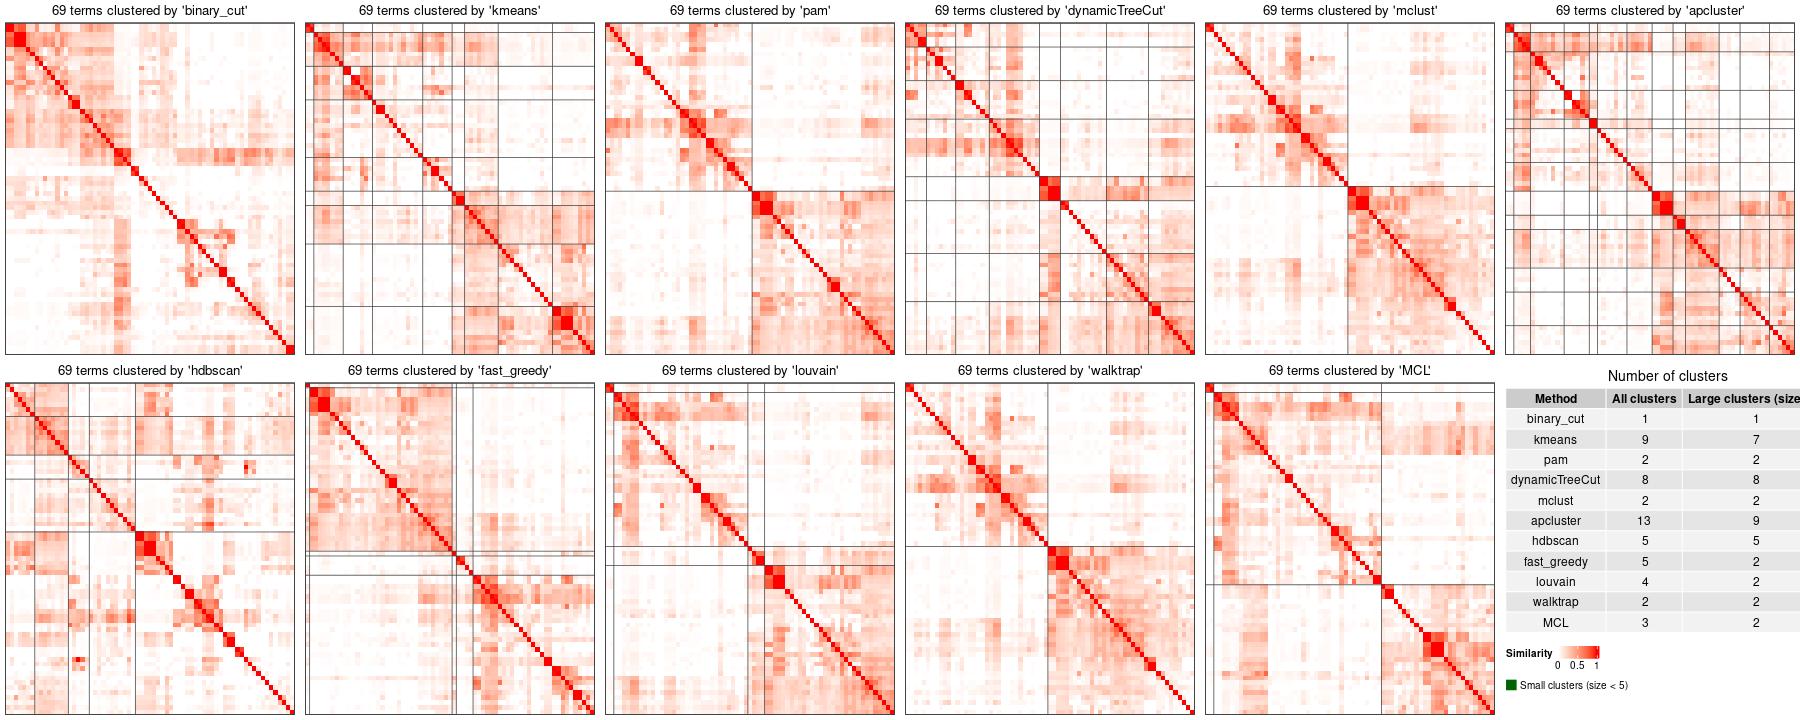 69 terms clustered by 'binary_cut'
69 terms clustered by 'kmeans'
69 terms clustered by 'pam'
69 terms clustered by 'dynamicTreeCut'
69 terms clustered by 'mclust'
69 terms clustered by 'apcluster'
69 terms clustered by 'hdbscan'
69 terms clustered by 'fast_greedy'
69 terms clustered by 'louvain'
69 terms clustered by 'walktrap'
69 terms clustered by 'MCL'
Number of clusters
Method All clusters Large clusters (size
binary_cut 1 1
kmeans 9 7
pam 2 2
dynamicTreeCut 8 8
mclust 2 2
apcluster 13 9
hdbscan 5 5
fast_greedy 5 2
louvain 4 2
walktrap 2 2
MCL 3 2
Similarity
0 0.5 1
Small clusters (size < 5)